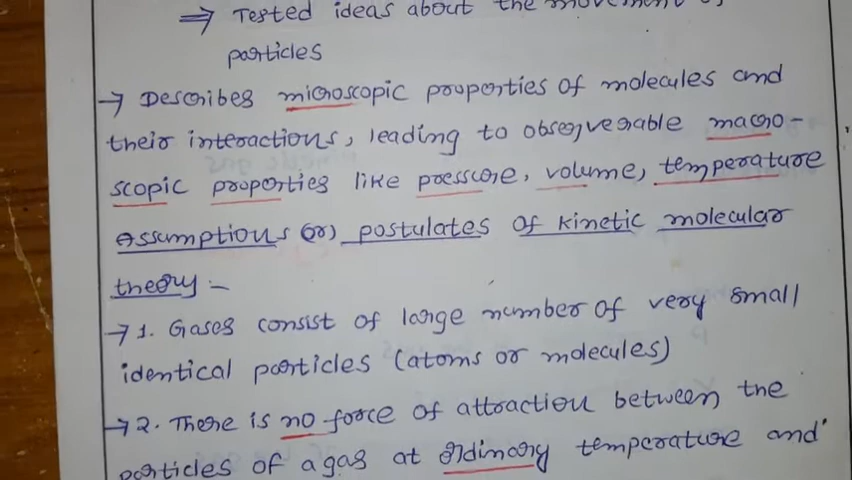 ⇒ Tested ideas about the movement of
particles
→ Describes microscopic properties of molecules and
their interactions, leading to observerable macro-
scopic properties like pressure, volume, temperature
Assumptions (or) postulates of kinetic molecular
theory :-
→ 1. Gases consist of large number of very small
identical particles (atoms or molecules)
→ 2. There is no force of attraction between the
particles of a gas at ordinary temperature and